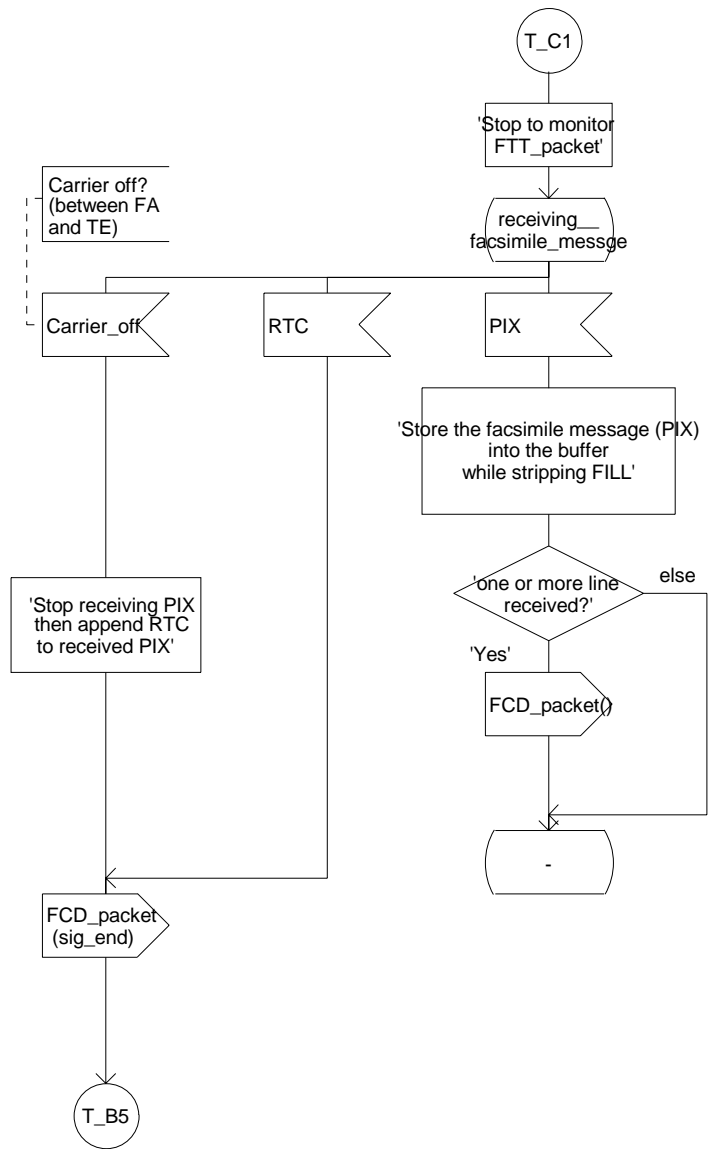 T_C1
'Stop to monitor
FTT_packet'
Carrier off?
(between FA
and TE)
receiving__
facsimile_messge
Carrier_off
RTC
PIX
'Store the facsimile message (PIX)
into the buffer
while stripping FILL'
'one or more line
received?'
else
'Yes'
'Stop receiving PIX
then append RTC
to received PIX'
FCD_packet()
-
FCD_packet
(sig_end)
T_B5